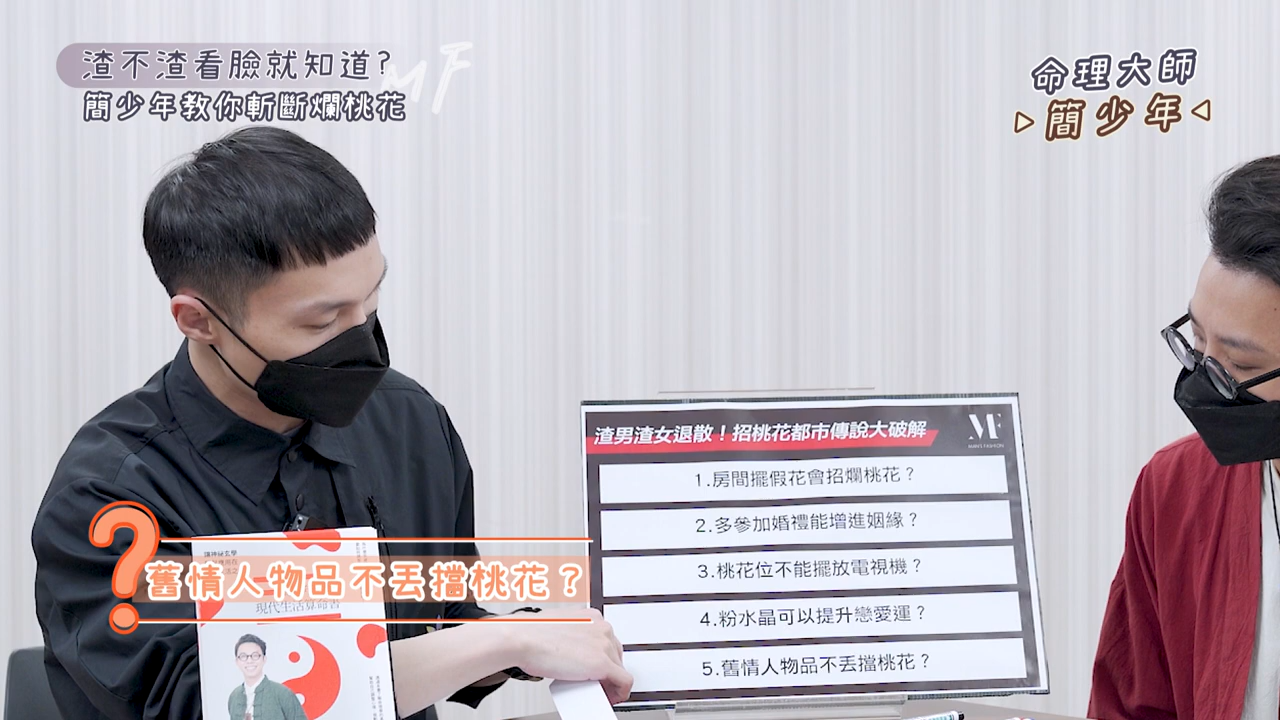 渣不渣看臉就知道?
簡少年教你斬斷爛桃花
MF
命理大師
簡少年
渣男渣女退散！招桃花都市傳說大破解
MF
MAN'S FASHION
1.房間擺假花會招爛桃花？
2.多參加婚禮能增進姻緣？
3.桃花位不能擺放電視機？
4.粉水晶可以提升戀愛運？
5.舊情人物品不丟擋桃花？
?
舊情人物品不丟擋桃花？
現代生活算命書